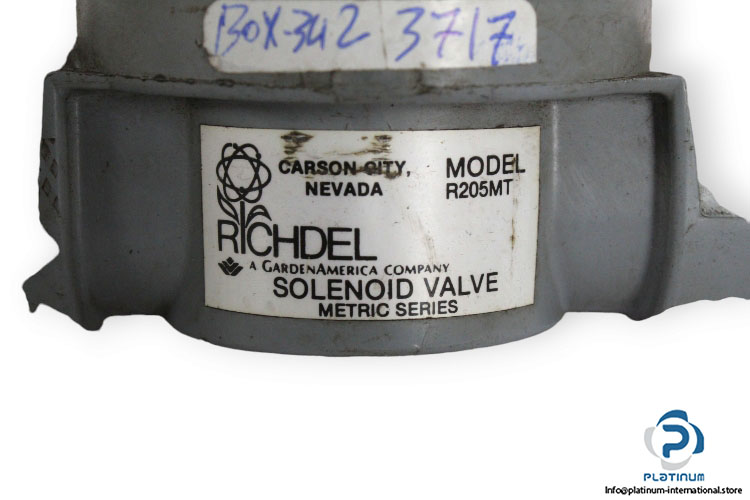 BOX-342 3717
CARSON CITY,
NEVADA
MODEL
R205MT
RICHDEL
A GARDENAMERICA COMPANY
SOLENOID VALVE
METRIC SERIES
PLATINUM
Info@platinum-international.store